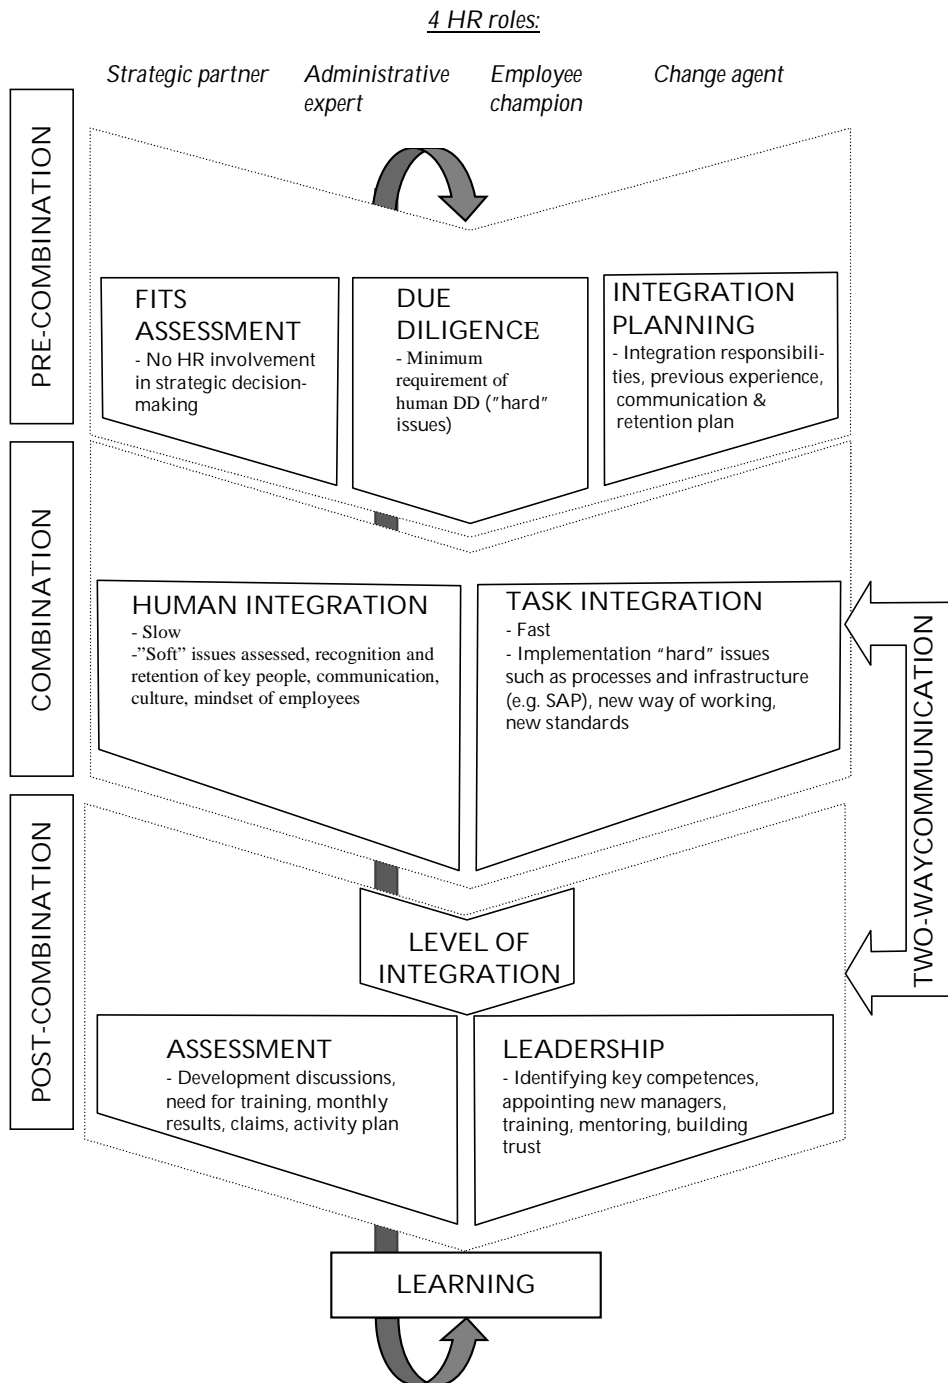 4 HR roles:
Strategic partner
Administrative
expert
Employee
champion
Change agent
PRE-COMBINATION
FITS
ASSESSMENT
- No HR involvement
in strategic decision-
making
DUE
DILIGENCE
- Minimum
requirement of
human DD ("hard"
issues)
INTEGRATION
PLANNING
- Integration responsibili-
ties, previous experience,
communication &
retention plan
COMBINATION
HUMAN INTEGRATION
- Slow
-"Soft" issues assessed, recognition and
retention of key people, communication,
culture, mindset of employees
TASK INTEGRATION
- Fast
- Implementation "hard" issues
such as processes and infrastructure
(e.g. SAP), new way of working,
new standards
TWO-WAYCOMMUNICATION
POST-COMBINATION
LEVEL OF
INTEGRATION
ASSESSMENT
- Development discussions,
need for training, monthly
results, claims, activity plan
LEADERSHIP
- Identifying key competences,
appointing new managers,
training, mentoring, building
trust
LEARNING